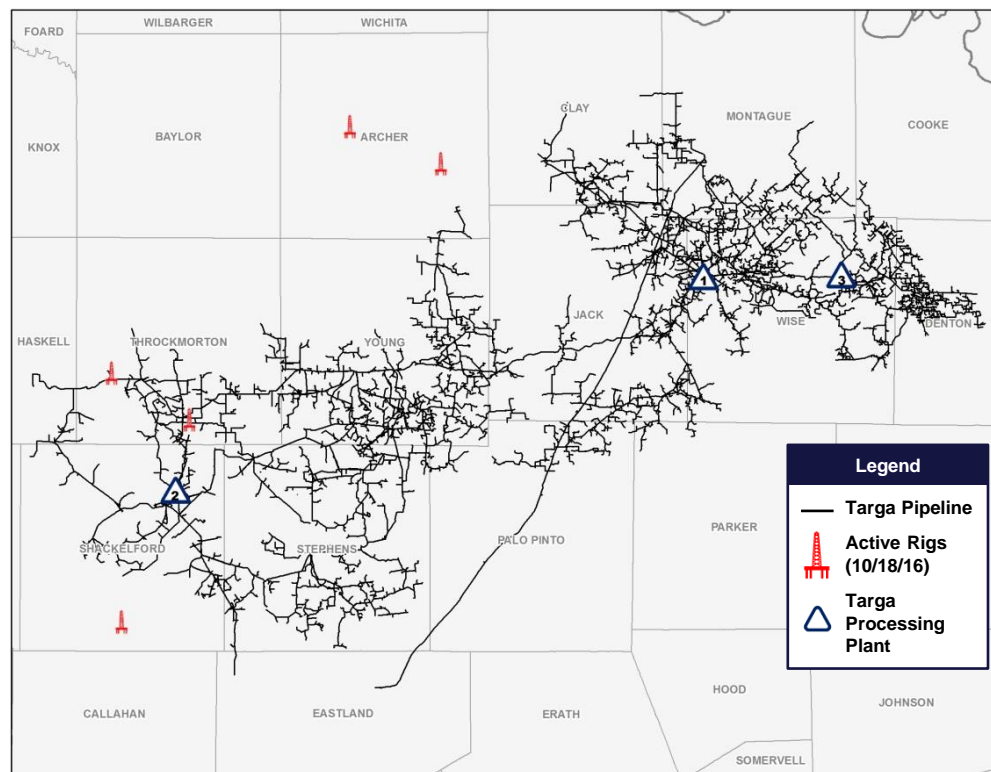 WILBARGER
WICHITA
FOARD
CLAY
MONTAGUE
COOKE
BAYLOR
ARCHER
KNOX
1
3
JACK
WISE
DENTON
HASKELL
THROCKMORTON
YOUNG
Legend
2
Targa Pipeline
Active Rigs
(10/18/16)
Targa
Processing
Plant
SHACKELFORD
STEPHENS
PALO PINTO
PARKER
HOOD
JOHNSON
CALLAHAN
EASTLAND
ERATH
SOMERVELL